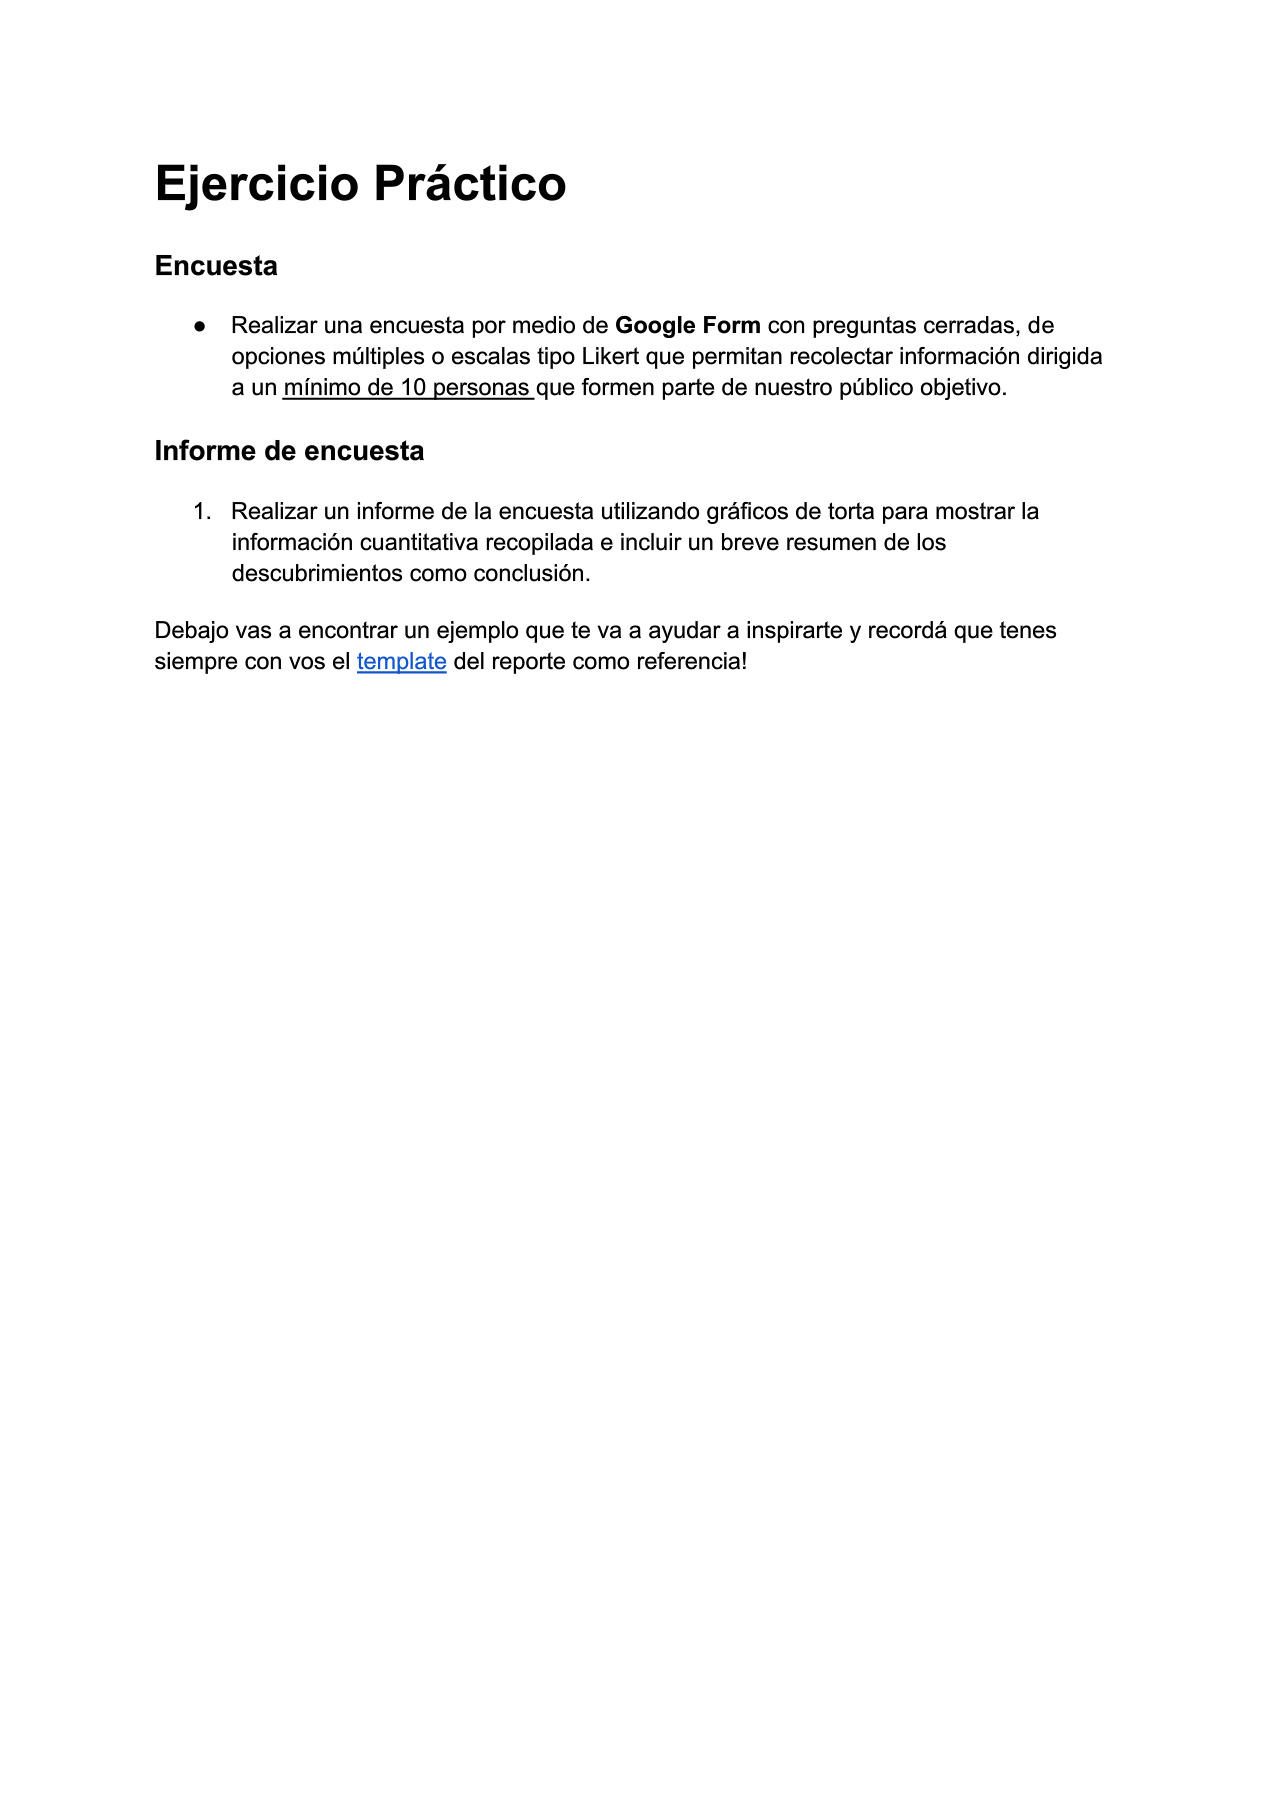 Ejercicio Práctico
Encuesta
● Realizar una encuesta por medio de Google Form con preguntas cerradas, de
opciones múltiples o escalas tipo Likert que permitan recolectar información dirigida
a un mínimo de 10 personas que formen parte de nuestro público objetivo.
Informe de encuesta
1. Realizar un informe de la encuesta utilizando gráficos de torta para mostrar la
información cuantitativa recopilada e incluir un breve resumen de los
descubrimientos como conclusión.
Debajo vas a encontrar un ejemplo que te va a ayudar a inspirarte y recordá que tenes
siempre con vos el template del reporte como referencia!